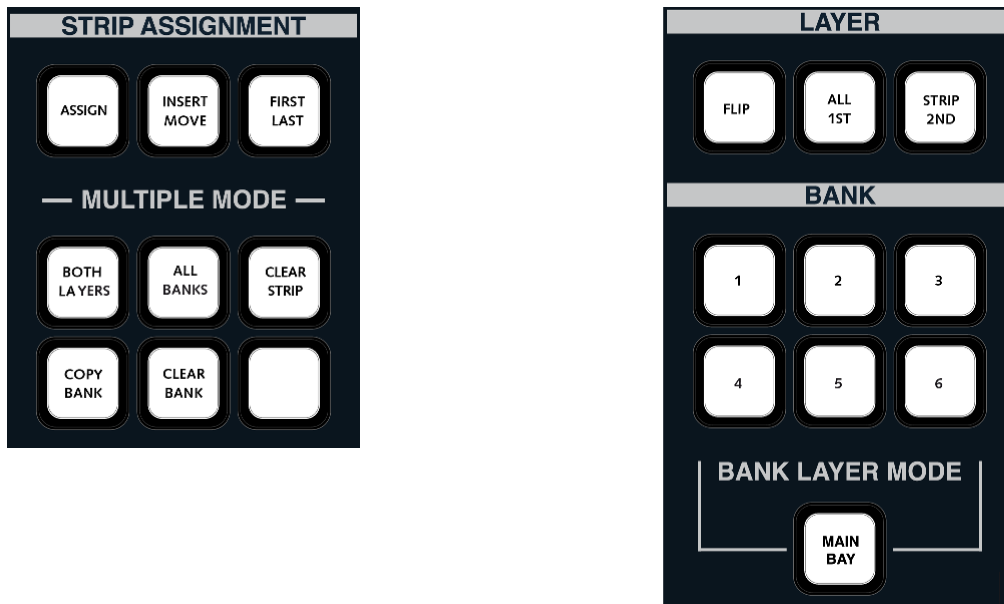 STRIP ASSIGNMENT
ASSIGN
INSERT
MOVE
FIRST
LAST
MULTIPLE MODE
BOTH
LAYERS
ALL
BANKS
CLEAR
STRIP
COPY
BANK
CLEAR
BANK
LAYER
FLIP
ALL
1ST
STRIP
2ND
BANK
1
2
3
4
5
6
BANK LAYER MODE
MAIN
BAY